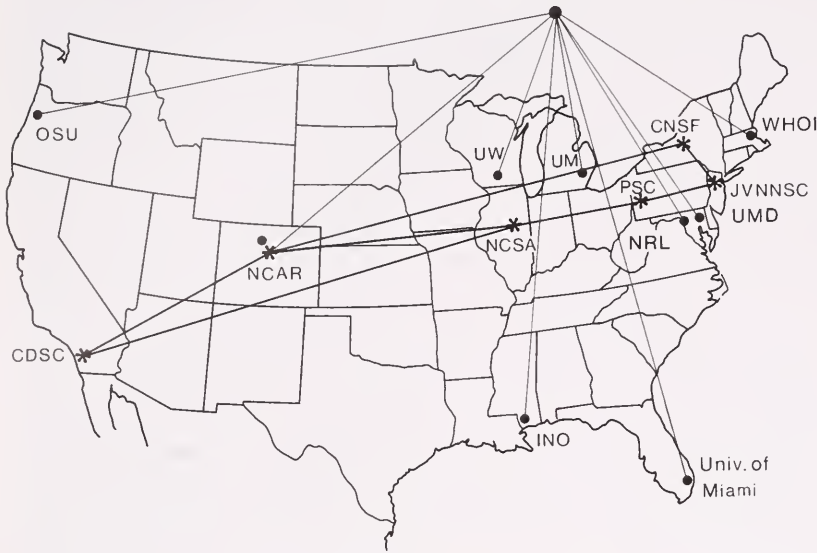 OSU
UW
UM
CNSF
WHOI
PSC
JVNNSC
UMD
NCSA
NRL
NCAR
CDSC
INO
Univ. of
Miami